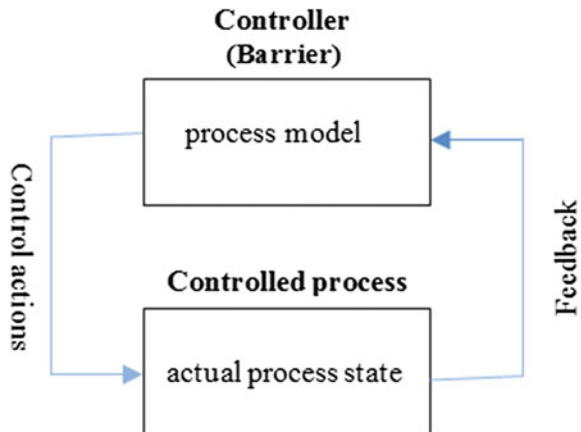 Controller
(Barrier)
process model
Control actions
Feedback
Controlled process
actual process state